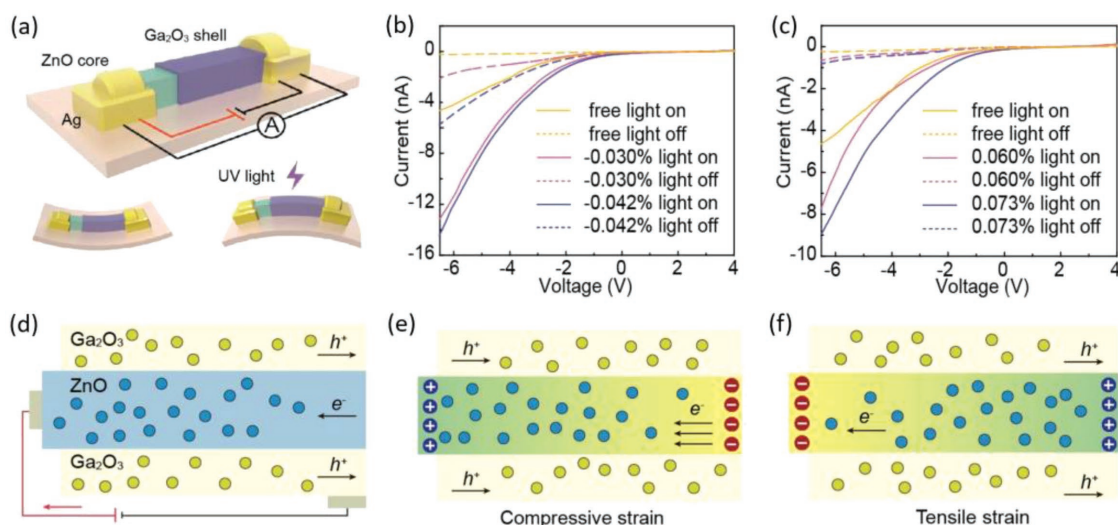 (a)
Ga₂O₃ shell
ZnO core
Ag
A
UV light
(b)
0
-4
-8
-12
-16
Current (nA)
-6
-4
-2
0
2
4
Voltage (V)
free light on
free light off
-0.030% light on
-0.030% light off
-0.042% light on
-0.042% light off
(c)
0
-2
-4
-6
-8
-10
Current (nA)
-6
-4
-2
0
2
4
Voltage (V)
free light on
free light off
0.060% light on
0.060% light off
0.073% light on
0.073% light off
(d)
Ga₂O₃
h⁺
ZnO
e⁻
Ga₂O₃
h⁺
(e)
h⁺
+
+
+
+
−
−
−
−
e⁻
h⁺
Compressive strain
(f)
h⁺
−
−
−
−
+
+
+
+
e⁻
h⁺
Tensile strain